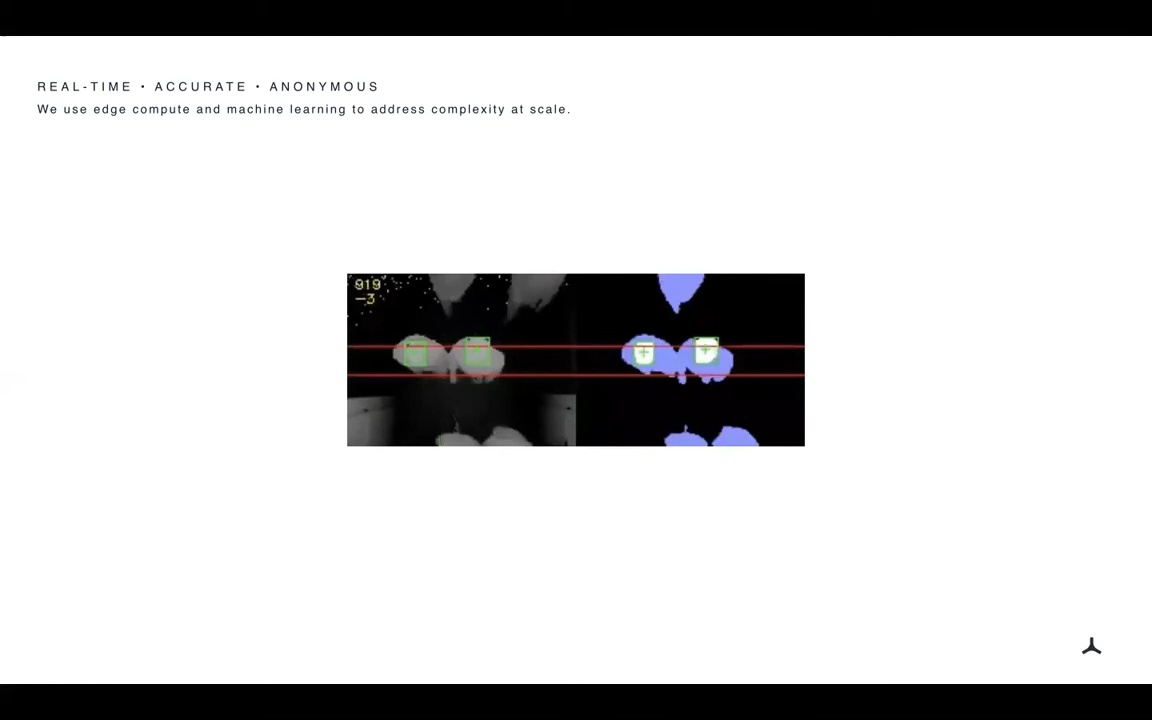 REAL-TIME • ACCURATE • ANONYMOUS
We use edge compute and machine learning to address complexity at scale.
919
-3